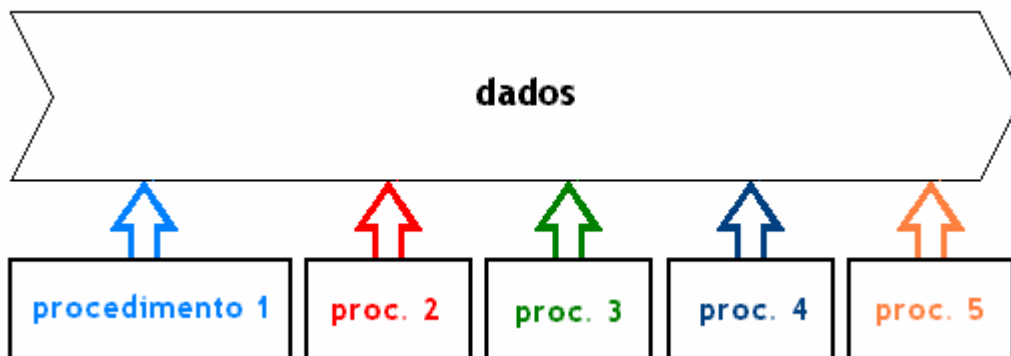 dados
procedimento 1
proc. 2
proc. 3
proc. 4
proc. 5